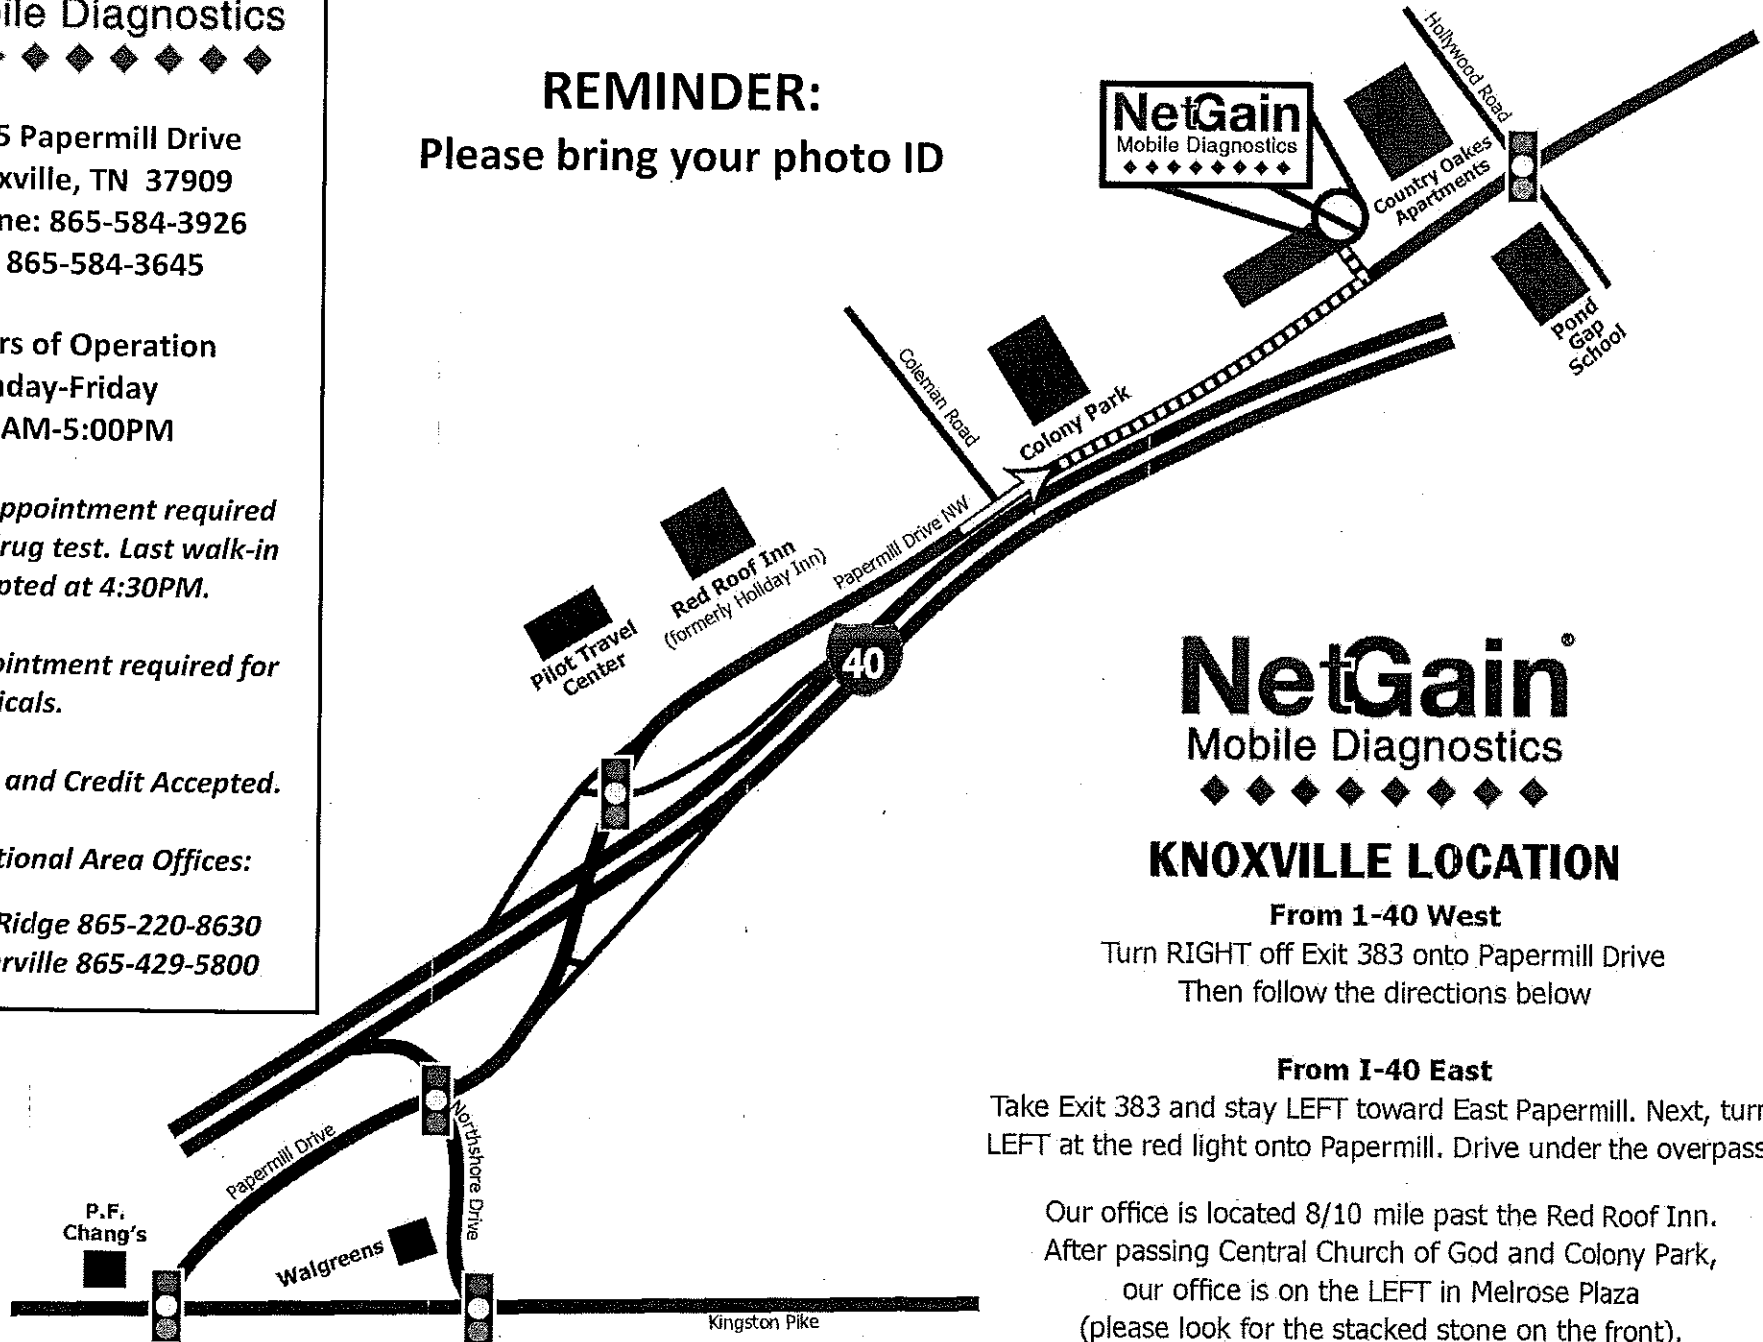 ile Diagnostics
5 Papermill Drive
xville, TN 37909
ne: 865-584-3926
865-584-3645
rs of Operation
day-Friday
AM-5:00PM
ppointment required
rug test. Last walk-in
pted at 4:30PM.
ointment required for
icals.
and Credit Accepted.
tional Area Offices:
Ridge 865-220-8630
rville 865-429-5800
REMINDER:
Please bring your photo ID
NetGain
Mobile Diagnostics
Hollywood Road
Country Oakes
Apartments
Pond
Gap
School
Coleman Road
Colony Park
Papermill Drive NW
Red Roof Inn
(formerly Holiday Inn)
Pilot Travel
Center
40
Papermill Drive
Northshore Drive
P.F.
Chang's
Walgreens
Kingston Pike
NetGain®
Mobile Diagnostics
KNOXVILLE LOCATION
From 1-40 West
Turn RIGHT off Exit 383 onto Papermill Drive
Then follow the directions below
From I-40 East
Take Exit 383 and stay LEFT toward East Papermill. Next, turn
LEFT at the red light onto Papermill. Drive under the overpass
Our office is located 8/10 mile past the Red Roof Inn.
After passing Central Church of God and Colony Park,
our office is on the LEFT in Melrose Plaza
(please look for the stacked stone on the front).